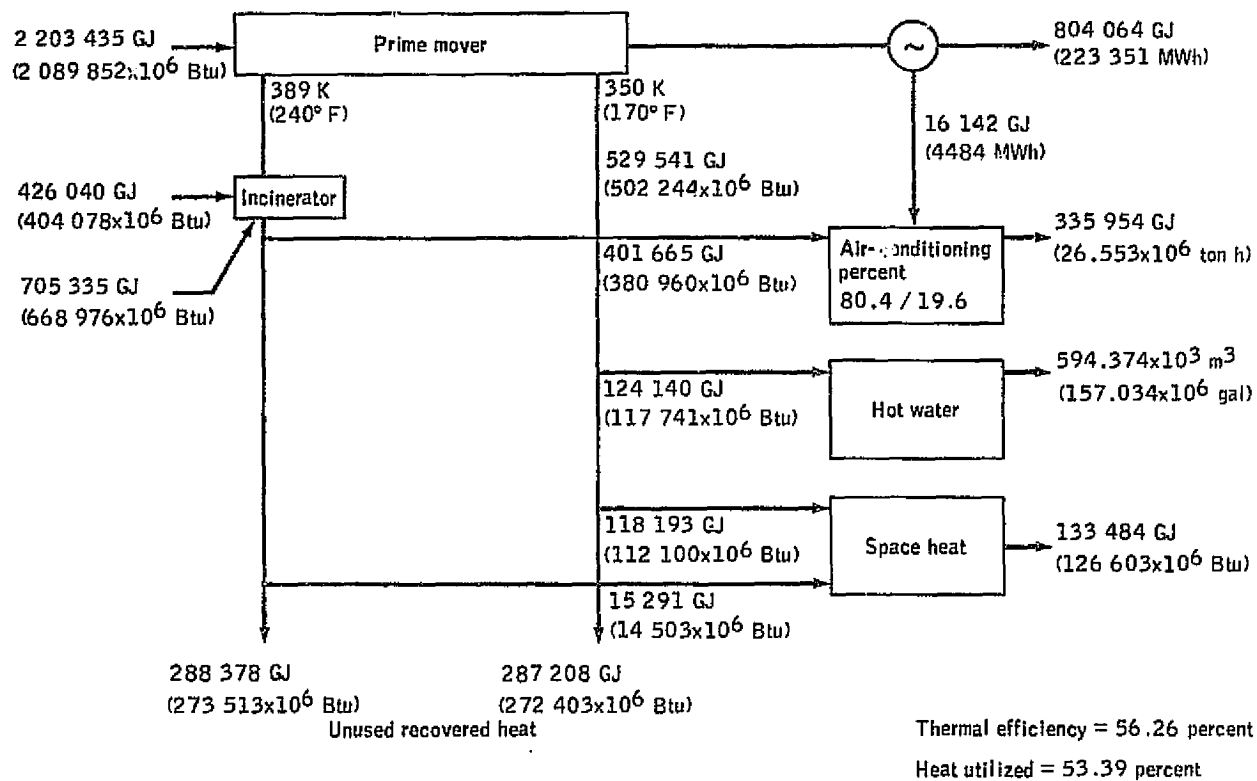 2 203 435 GJ
(2 089 852x10⁶ Btu)
Prime mover
~
804 064 GJ
(223 351 MWh)
389 K
(240° F)
350 K
(170° F)
16 142 GJ
(4484 MWh)
529 541 GJ
(502 244x10⁶ Btu)
426 040 GJ
(404 078x10⁶ Btu)
Incinerator
705 335 GJ
(668 976x10⁶ Btu)
401 665 GJ
(380 960x10⁶ Btu)
Air-conditioning
percent
80.4 / 19.6
335 954 GJ
(26.553x10⁶ ton h)
124 140 GJ
(117 741x10⁶ Btu)
Hot water
594.374x10³ m³
(157.034x10⁶ gal)
118 193 GJ
(112 100x10⁶ Btu)
Space heat
133 484 GJ
(126 603x10⁶ Btu)
15 291 GJ
(14 503x10⁶ Btu)
288 378 GJ
(273 513x10⁶ Btu)
287 208 GJ
(272 403x10⁶ Btu)
Unused recovered heat
Thermal efficiency = 56.26 percent
Heat utilized = 53.39 percent